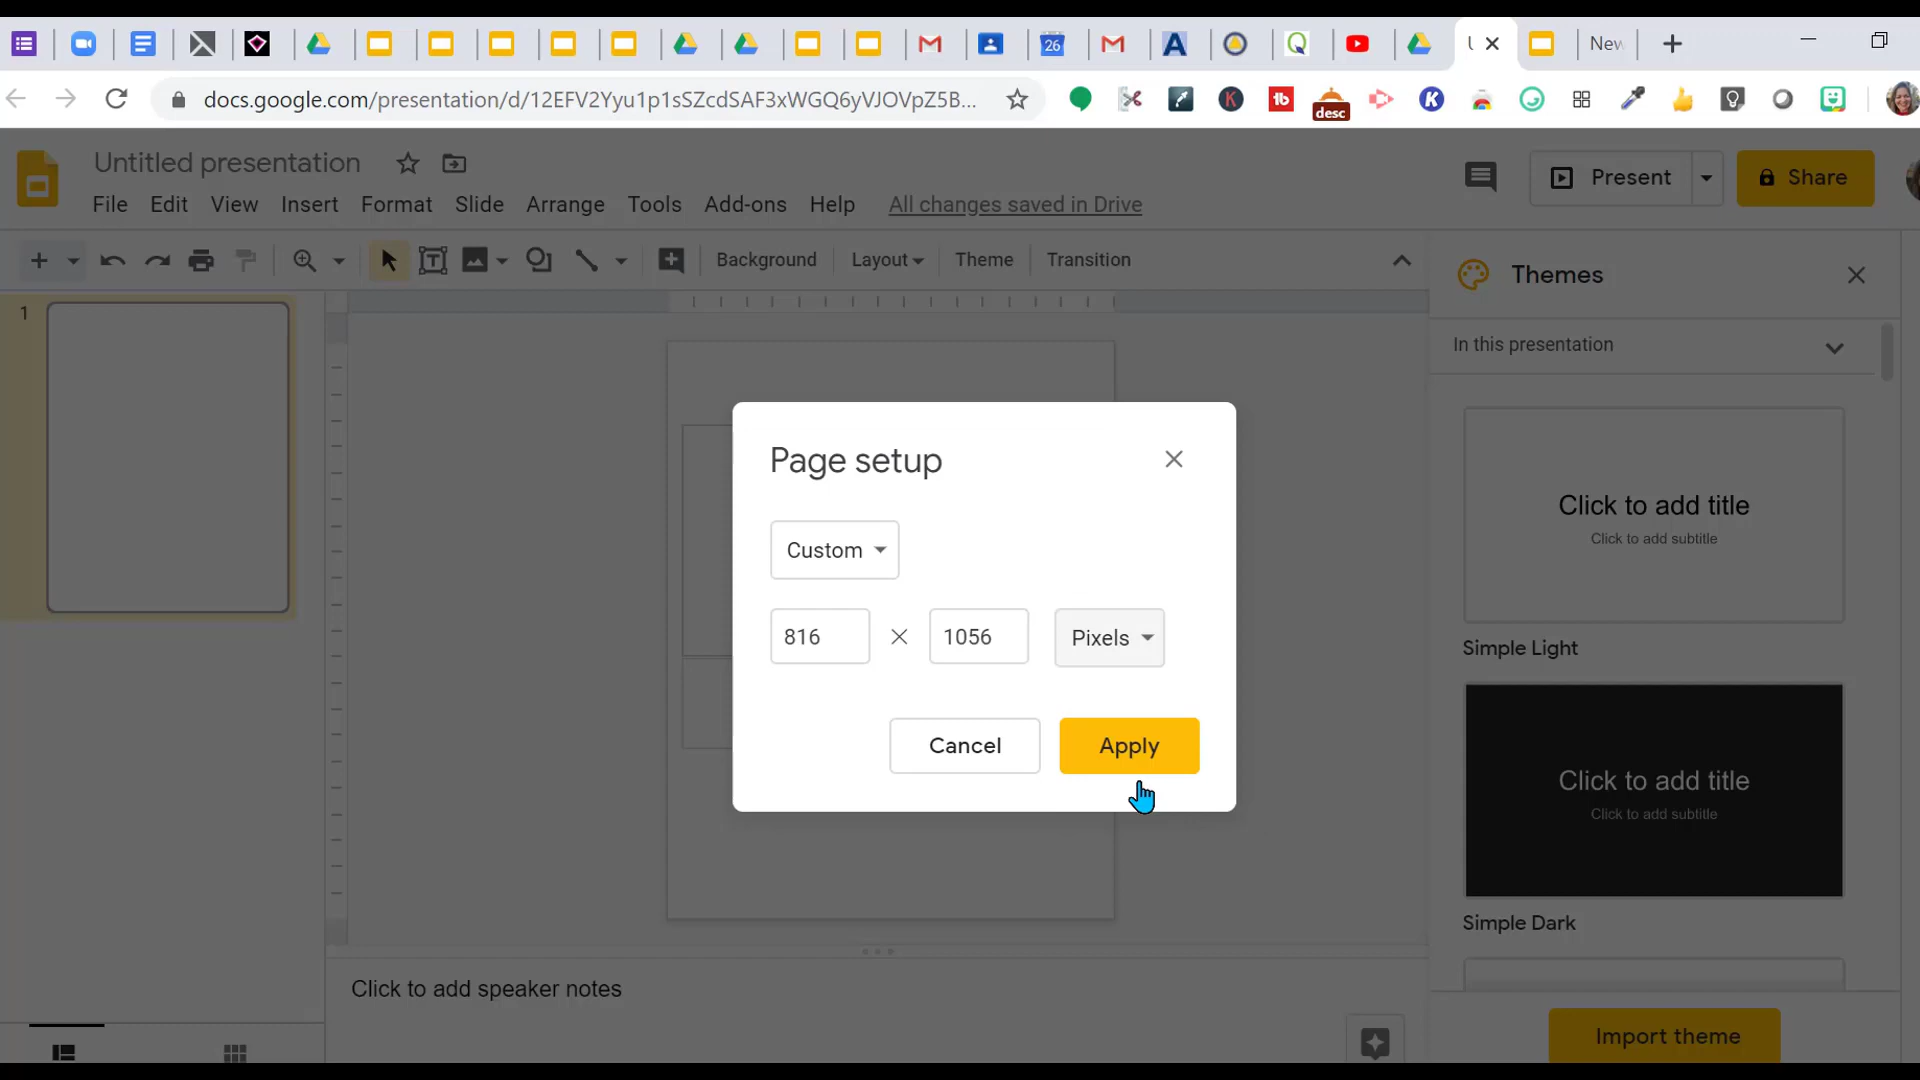 26
U
New
docs.google.com/presentation/d/12EFV2Yyu1p1sSZcdSAF3xWGQ6yVJOVpZ5B...
tb
desc
K
K
Untitled presentation
Present
Share
File Edit View Insert Format Slide Arrange Tools Add-ons Help All changes saved in Drive
Background Layout Theme Transition
Themes
1
In this presentation
Page setup
Custom
816 × 1056 Pixels
Cancel Apply
Click to add title
Click to add subtitle
Simple Light
Click to add title
Click to add subtitle
Simple Dark
Click to add speaker notes
Import theme